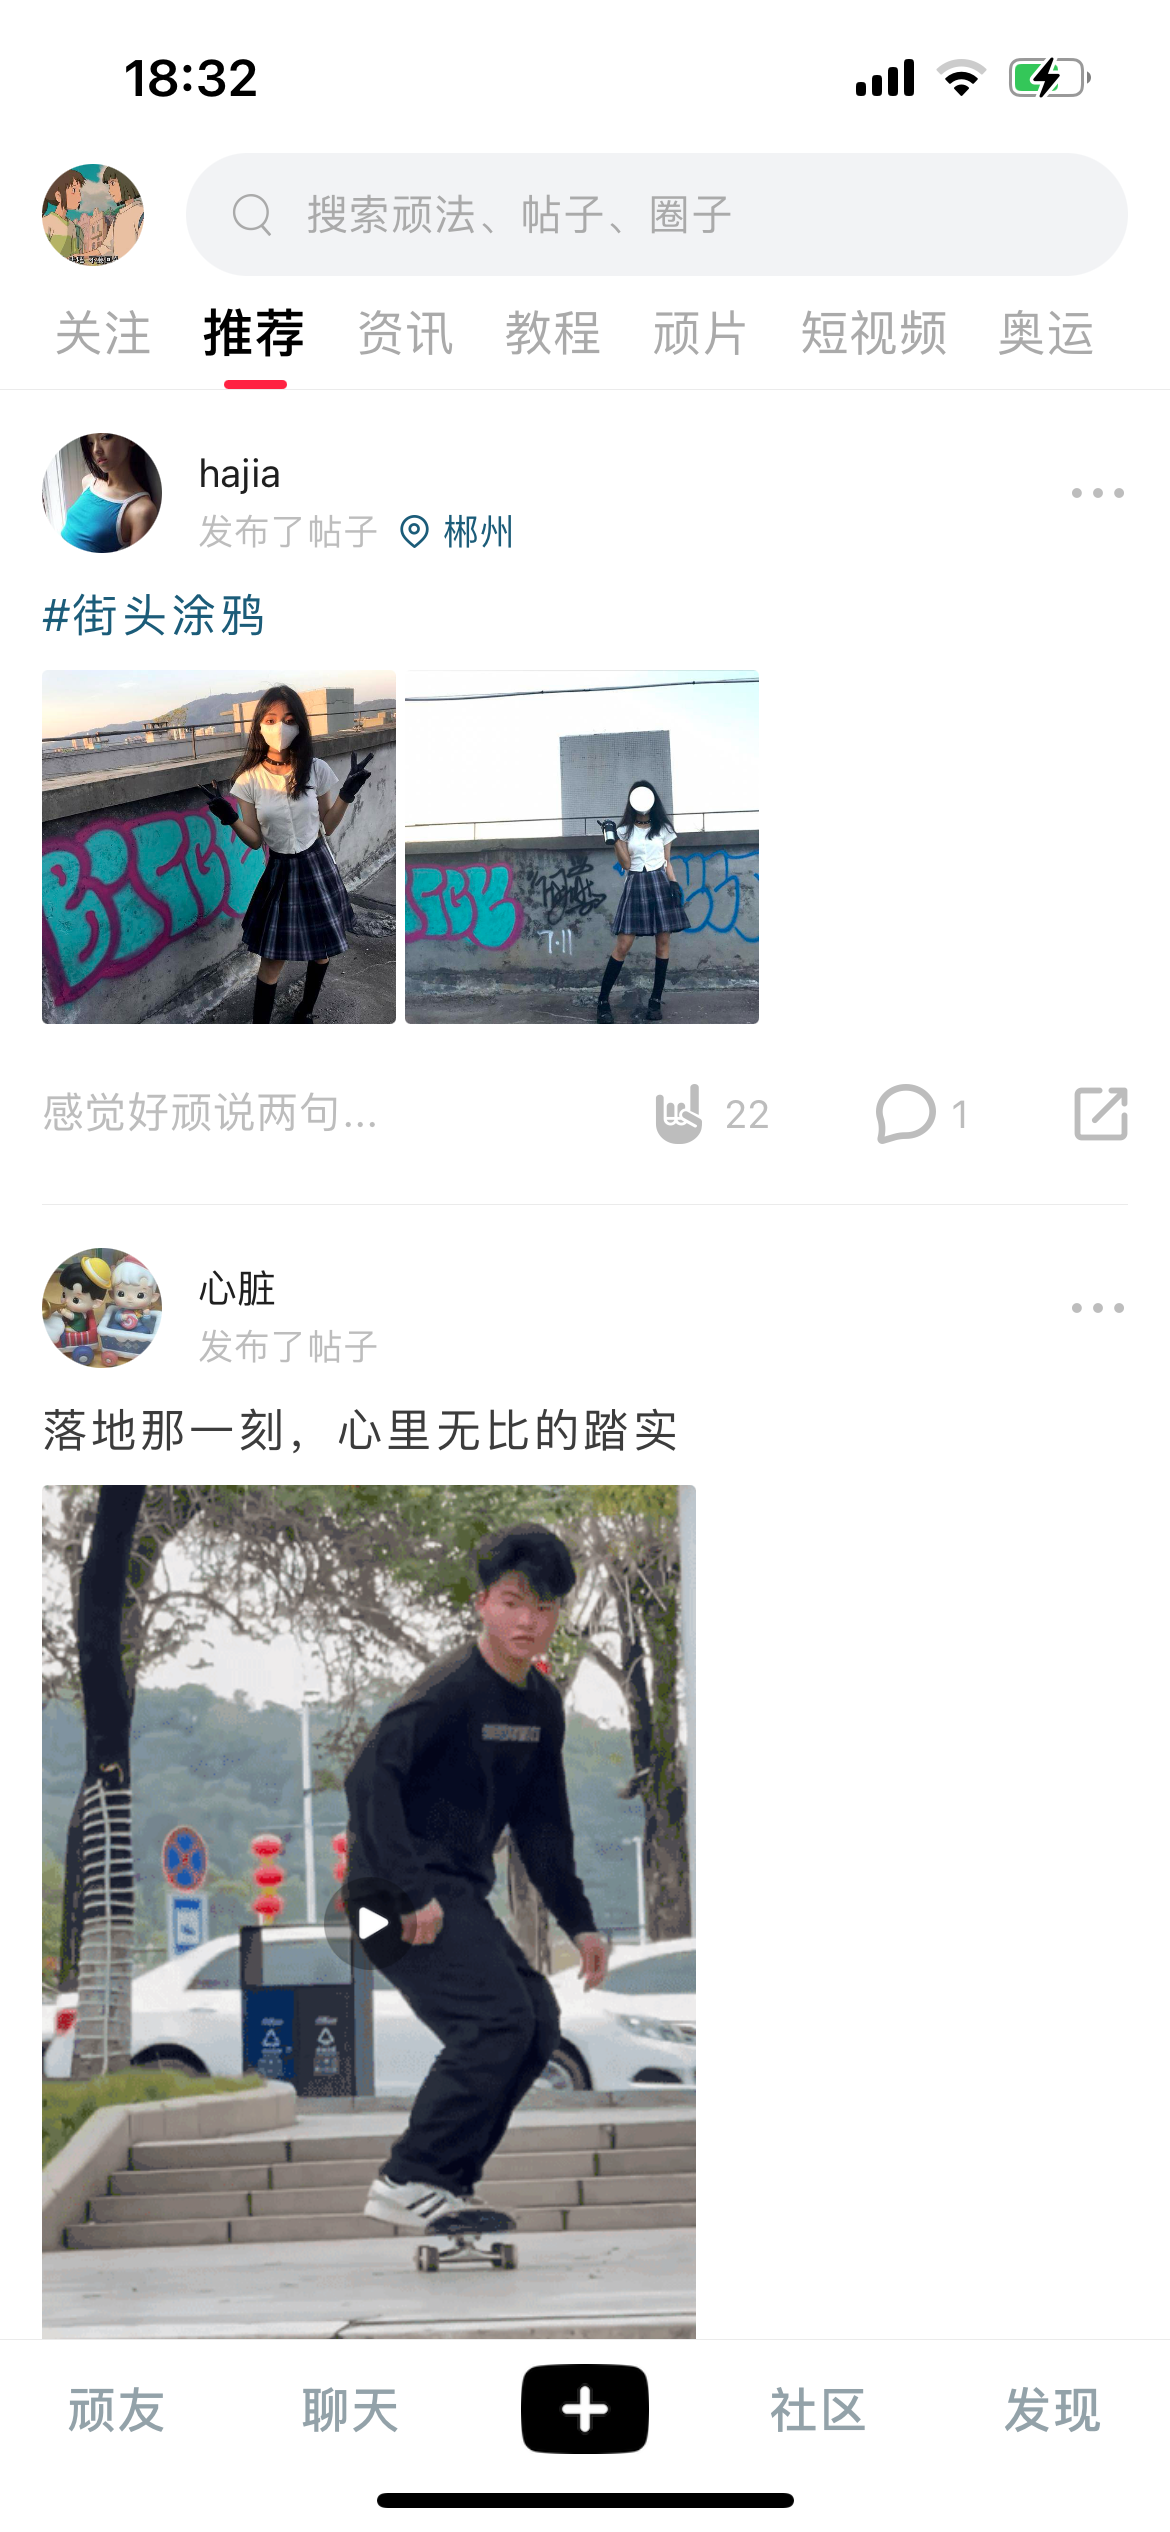 18:32
搜索顽法、帖子、圈子
关注 推荐 资讯 教程 顽片 短视频 奥运
hajia
发布了帖子 郴州
#街头涂鸦
7·11
感觉好顽说两句... 22 1
心脏
发布了帖子
落地那一刻，心里无比的踏实
顽友 聊天 社区 发现